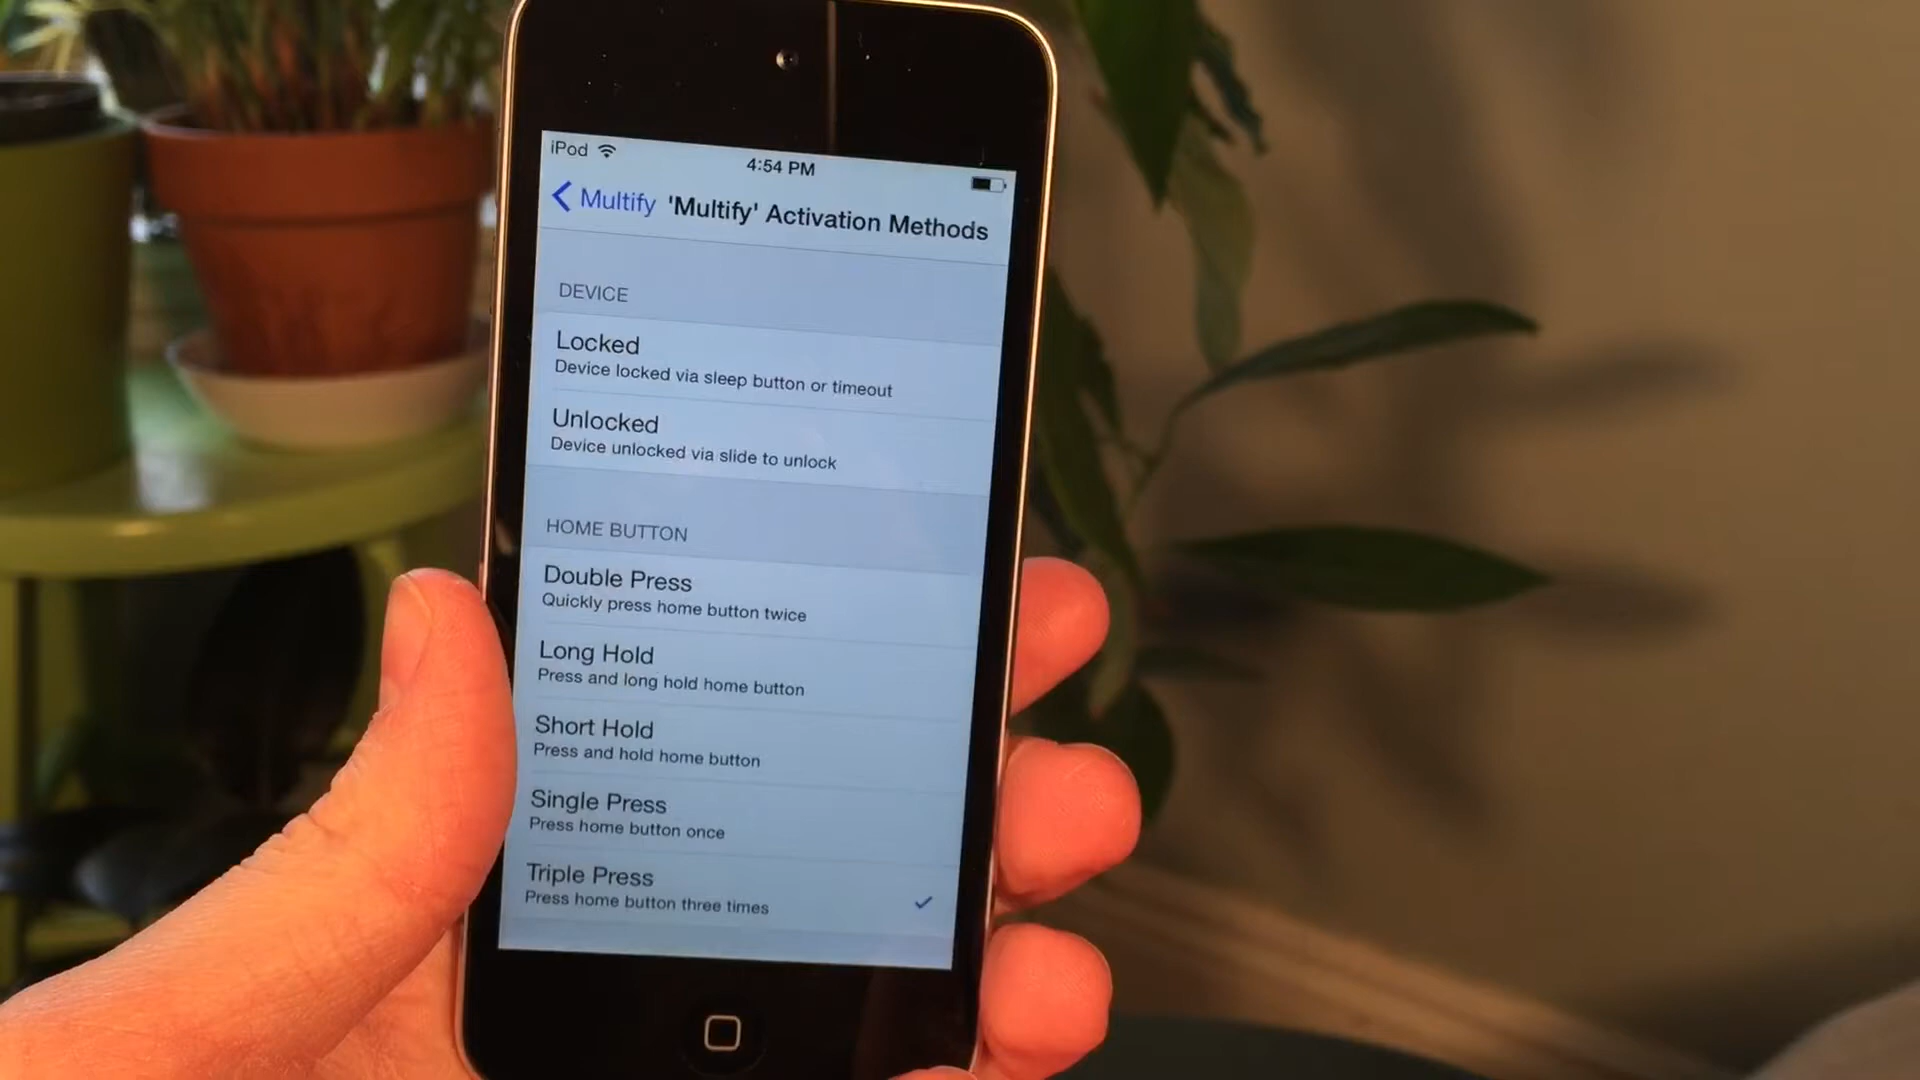 iPod
4:54 PM
Multify 'Multify' Activation Methods
DEVICE
Locked
Device locked via sleep button or timeout
Unlocked
Device unlocked via slide to unlock
HOME BUTTON
Double Press
Quickly press home button twice
Long Hold
Press and long hold home button
Short Hold
Press and hold home button
Single Press
Press home button once
Triple Press
Press home button three times